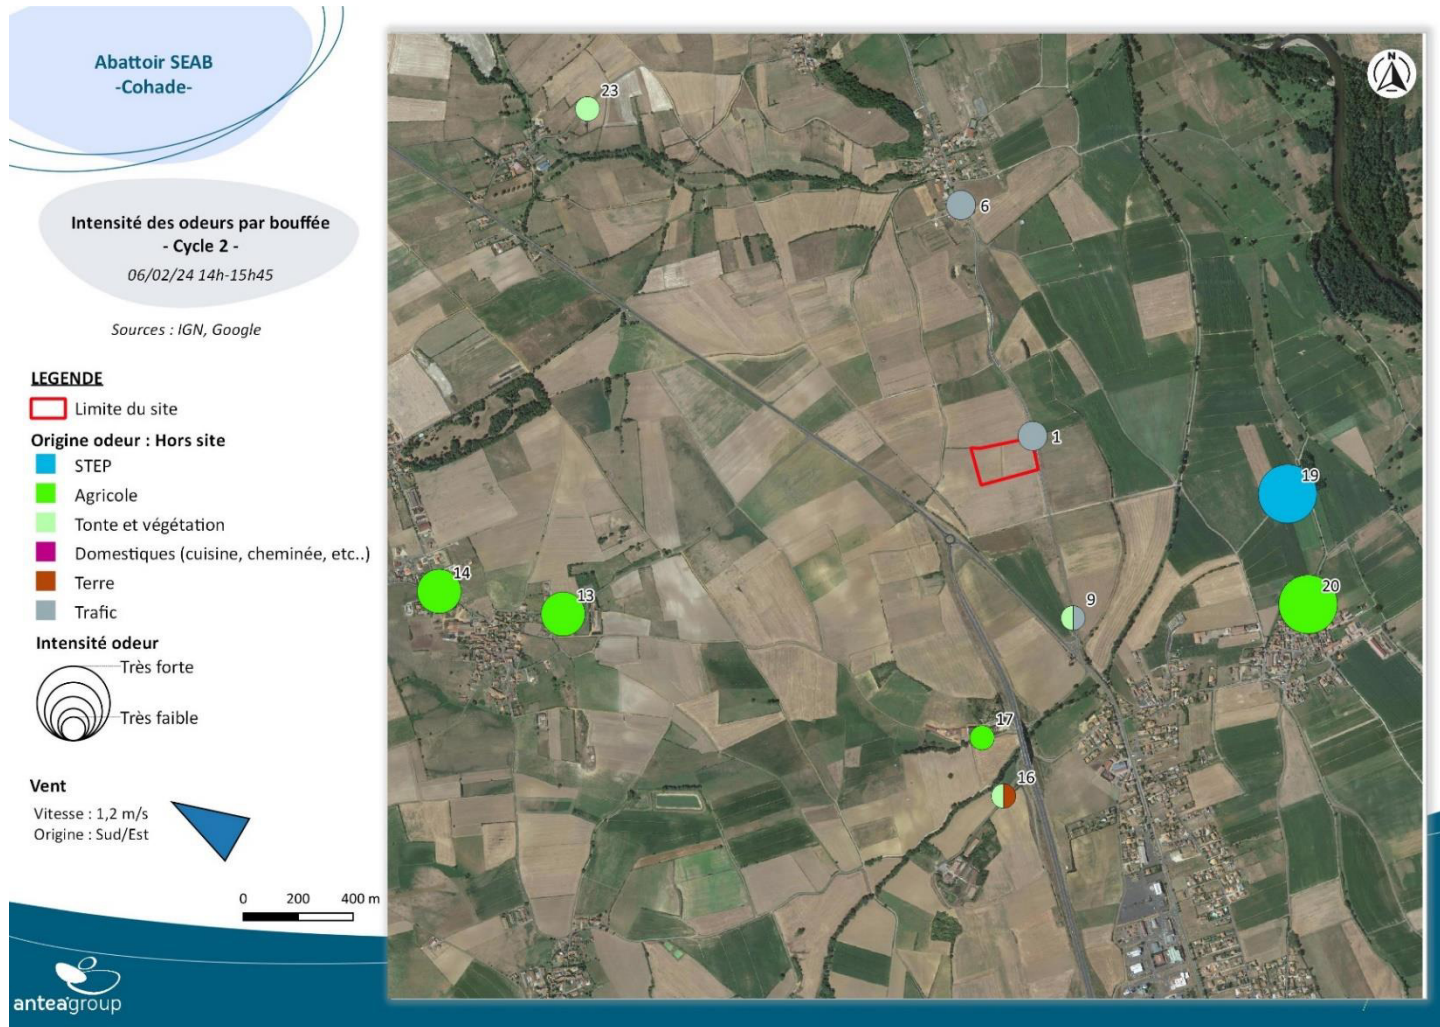 Abattoir SEAB
-Cohade-
Intensité des odeurs par bouffée
- Cycle 2 -
06/02/24 14h-15h45
Sources : IGN, Google
LEGENDE
Limite du site
Origine odeur : Hors site
STEP
Agricole
Tonte et végétation
Domestiques (cuisine, cheminée, etc..)
Terre
Trafic
Intensité odeur
Très forte
Très faible
Vent
Vitesse : 1,2 m/s
Origine : Sud/Est
0 200 400 m
anteagroup
N
23
6
1
19
14
13
9
20
17
16